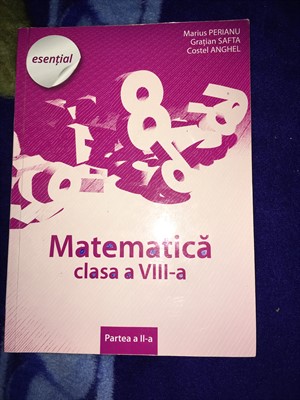 Marius PERIANU
Grațian SAFTA
Costel ANGHEL
esențial
Matematică
clasa a VIII-a
Partea a II-a